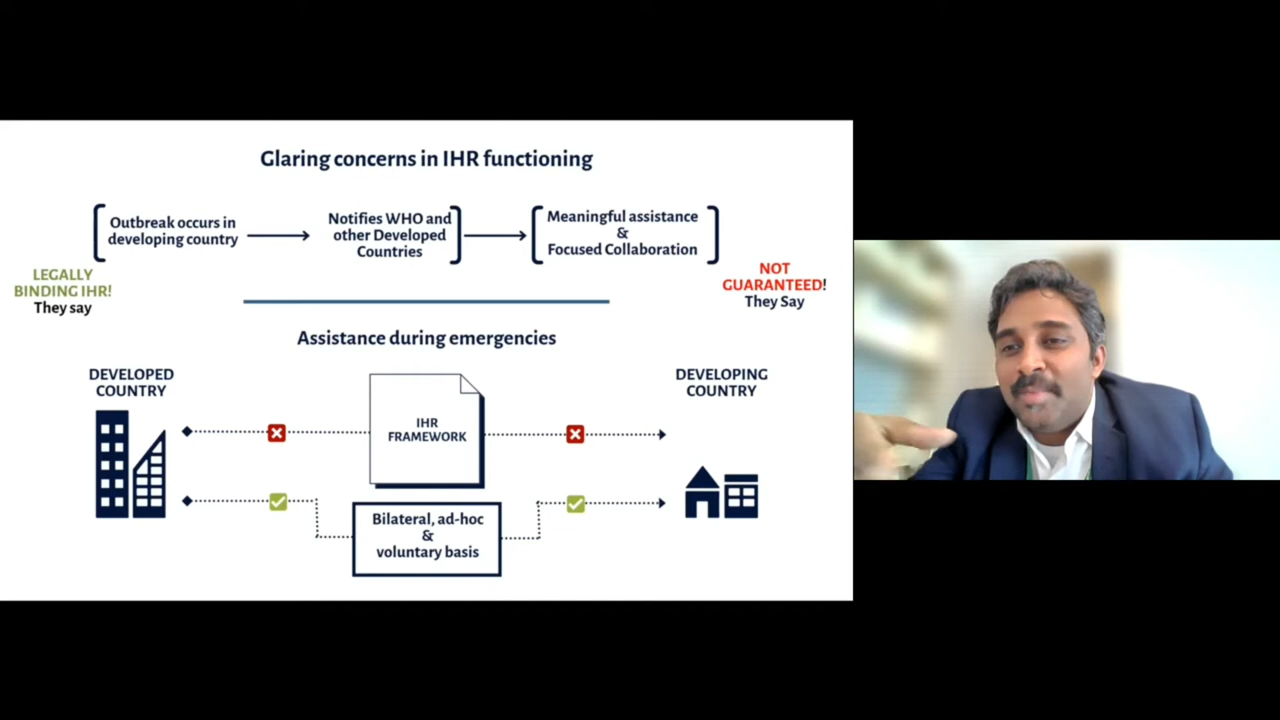 Glaring concerns in IHR functioning
Outbreak occurs in
developing country
Notifies WHO and
other Developed
Countries
Meaningful assistance
&
Focused Collaboration
LEGALLY
BINDING IHR!
They say
NOT
GUARANTEED!
They Say
Assistance during emergencies
DEVELOPED
COUNTRY
IHR
FRAMEWORK
DEVELOPING
COUNTRY
Bilateral, ad-hoc
&
voluntary basis